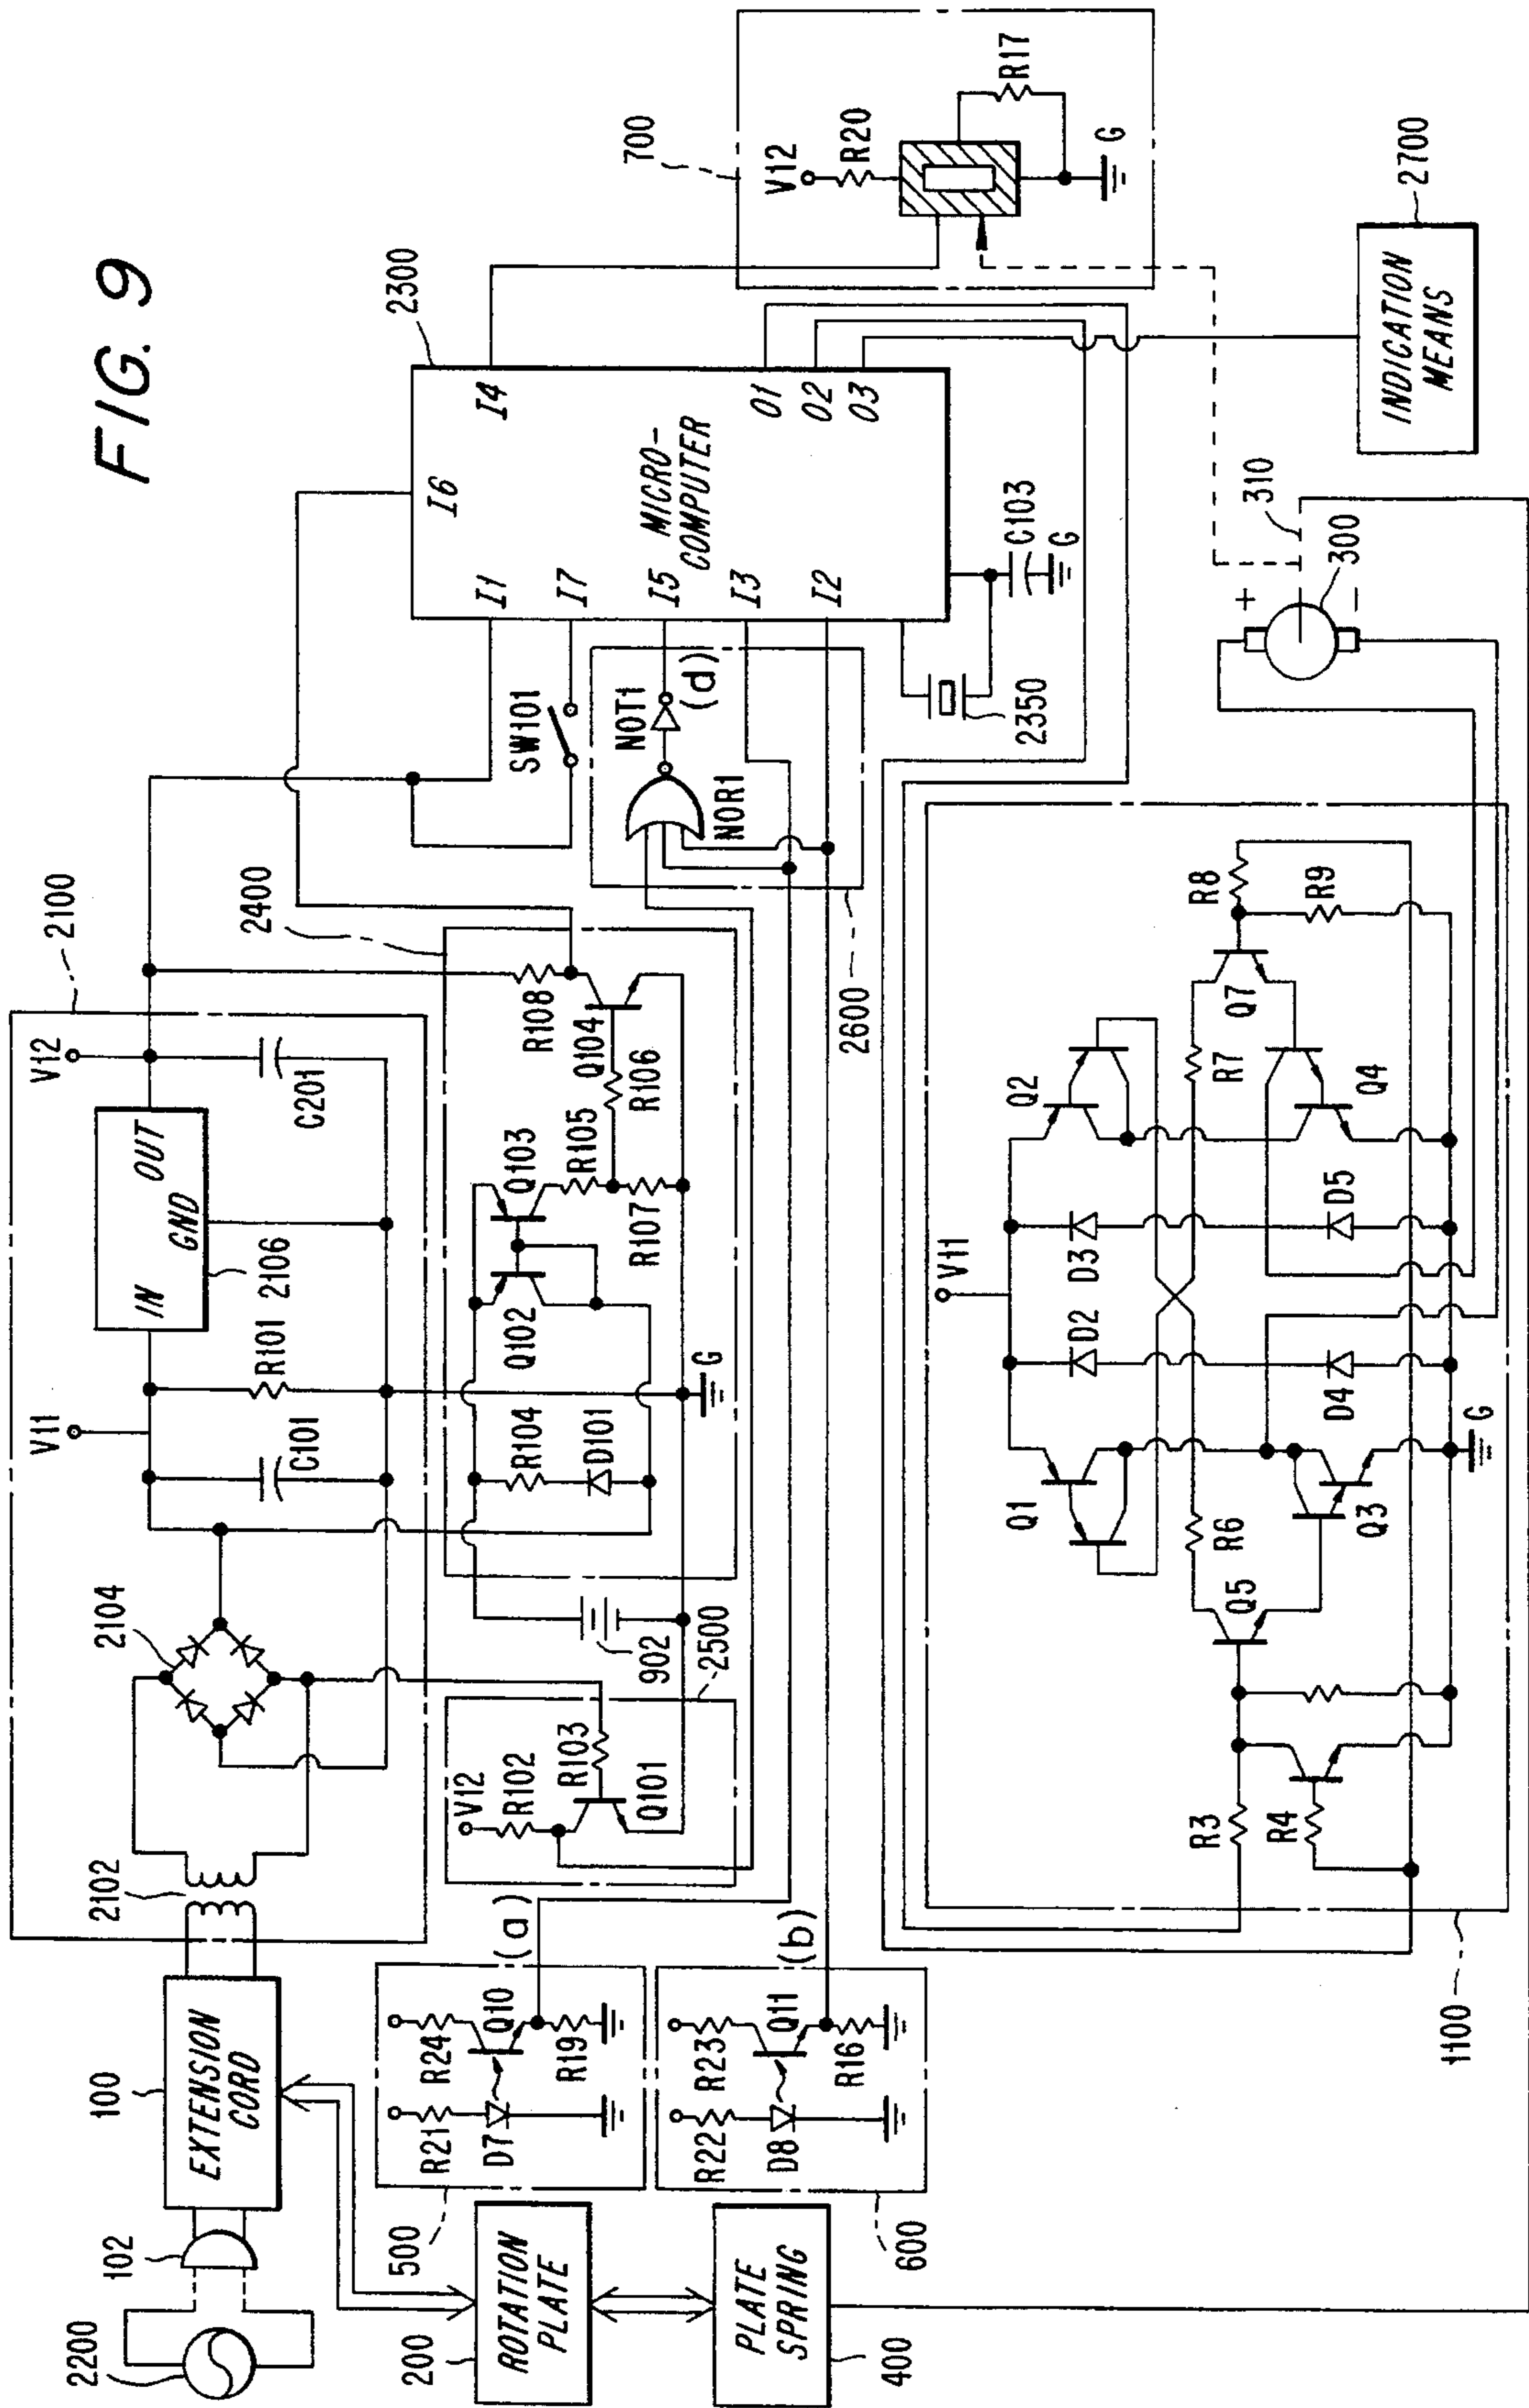 FIG. 9
2200
102
100
EXTENSION
CORD
2102
2104
2100
V11
C101
R101
IN
OUT
GND
2106
V12
C201
2400
2300
I1
I7
I5
I3
I2
I6
I4
MICRO-
COMPUTER
O1
O2
O3
SW101
NOT1
(d)
NOR1
2600
2350
C103
G
700
V12
R20
R17
G
R104
D101
Q102
Q103
R105
R107
R106
Q104
R108
G
902
2500
V12
R102
R103
Q101
500
R21
D7
R24
Q10
R19
(a)
600
R22
D8
R23
Q11
R16
(b)
200
ROTATION
PLATE
400
PLATE
SPRING
1100
R3
R4
Q5
R6
Q1
Q3
G
V11
D2
D4
D3
D5
Q2
Q4
R7
Q7
R8
R9
+
-
300
310
2700
INDICATION
MEANS